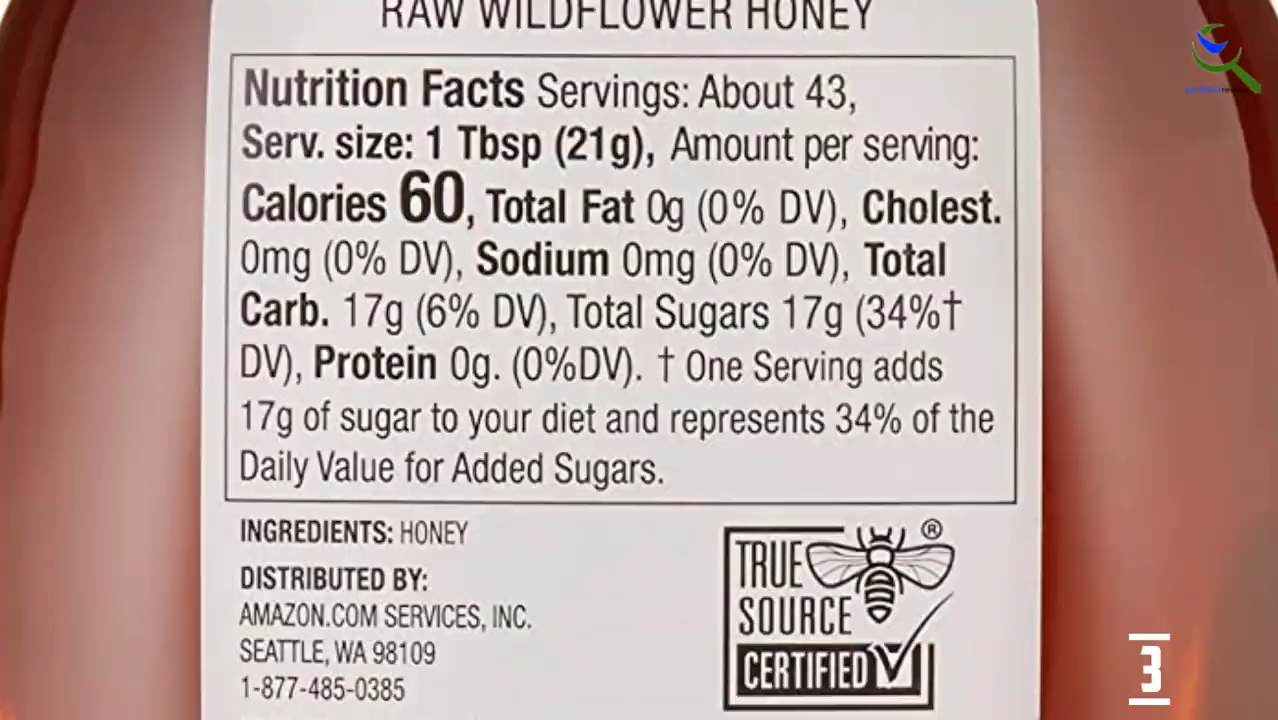 RAW WILDFLOWER HONEY
Nutrition Facts Servings: About 43,
Serv. size: 1 Tbsp (21g), Amount per serving:
Calories 60, Total Fat 0g (0% DV), Cholest.
0mg (0% DV), Sodium 0mg (0% DV), Total
Carb. 17g (6% DV), Total Sugars 17g (34%†
DV), Protein 0g. (0%DV). † One Serving adds
17g of sugar to your diet and represents 34% of the
Daily Value for Added Sugars.
INGREDIENTS: HONEY
DISTRIBUTED BY:
AMAZON.COM SERVICES, INC.
SEATTLE, WA 98109
1-877-485-0385
®
TRUE
SOURCE
CERTIFIED
3